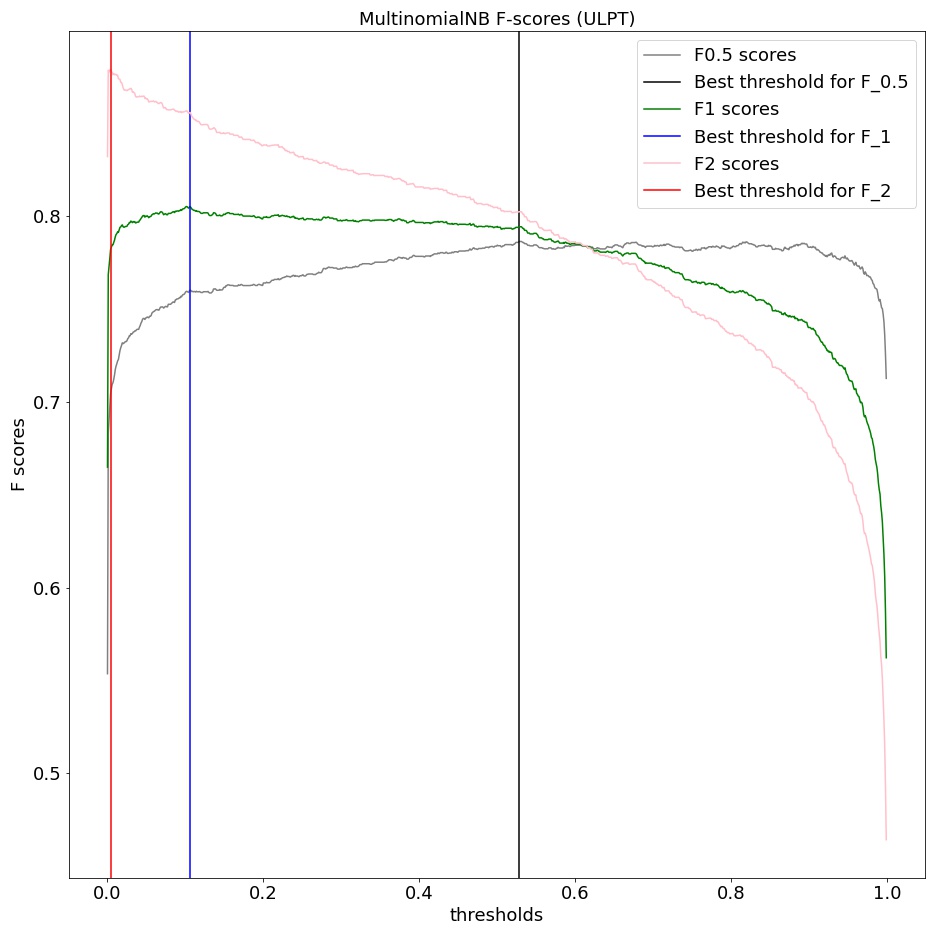 MultinomialNB F-scores (ULPT)
F0.5 scores
Best threshold for F_0.5
F1 scores
Best threshold for F_1
F2 scores
Best threshold for F_2
F scores
0.8
0.7
0.6
0.5
0.0 0.2 0.4 0.6 0.8 1.0
thresholds